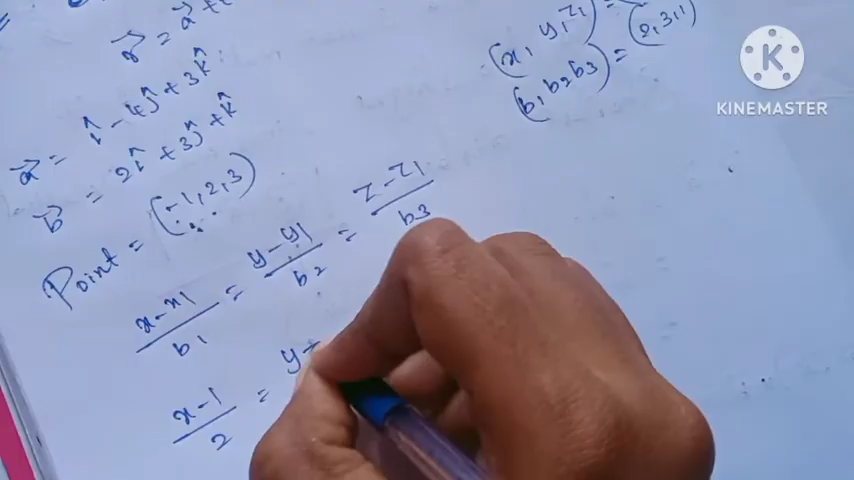 r⃗ = a⃗ +
a⃗ = î - 4ĵ + 3k̂
b⃗ = 2î + 3ĵ + k̂
Point = (-1, 2, 3)
(x₁ y₁ z₁) =
(b₁ b₂ b₃) = (2, 3, 1)
(x-x₁)/b₁ = (y-y₁)/b₂ = (z-z₁)/b₃
(x-1)/2 = y+
KINEMASTER